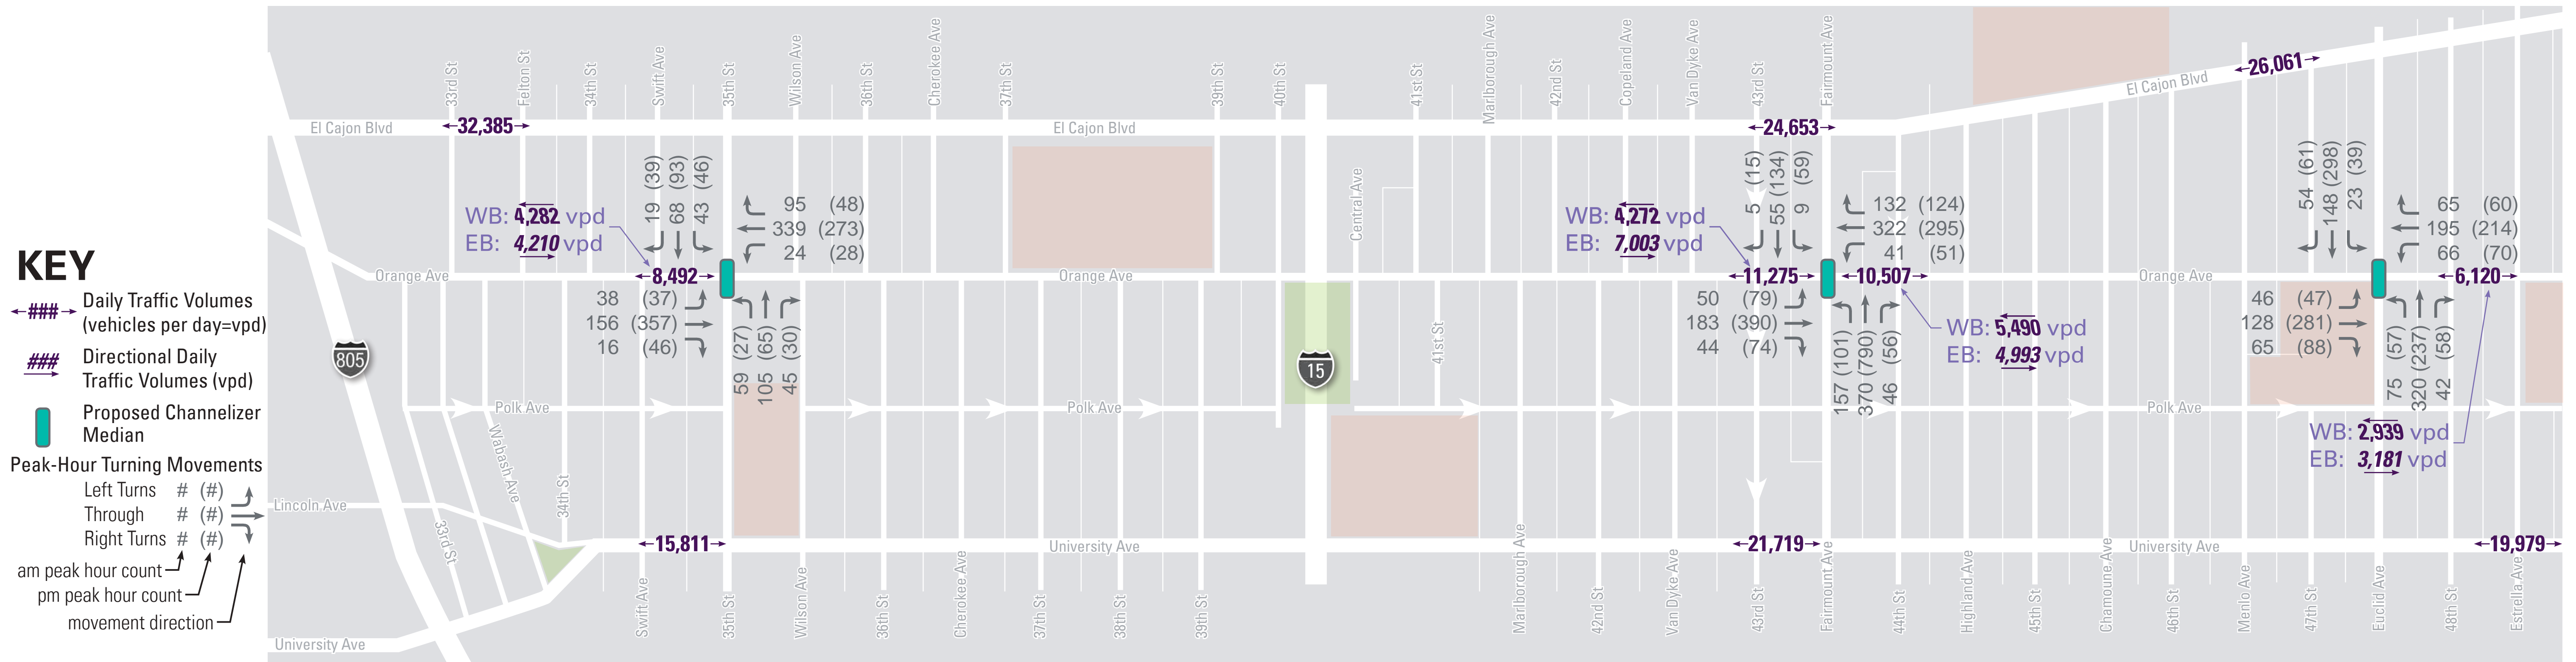 KEY
###
Daily Traffic Volumes
(vehicles per day=vpd)
###
Directional Daily
Traffic Volumes (vpd)
Proposed Channelizer
Median
Peak-Hour Turning Movements
Left Turns # (#)
Through # (#)
Right Turns # (#)
am peak hour count
pm peak hour count
movement direction
33rd St
Felton St
34th St
Swift Ave
35th St
Wilson Ave
36th St
Cherokee Ave
37th St
39th St
40th St
41st St
Marlborough Ave
42nd St
Copeland Ave
Van Dyke Ave
43rd St
Fairmount Ave
El Cajon Blvd
32,385
El Cajon Blvd
24,653
El Cajon Blvd
26,061
Central Ave
19 (39)
68 (93)
43 (46)
WB: 4,282 vpd
EB: 4,210 vpd
95 (48)
339 (273)
24 (28)
Orange Ave
8,492
38 (37)
156 (357)
16 (46)
59 (27)
105 (65)
45 (30)
Orange Ave
5 (15)
55 (134)
9 (59)
WB: 4,272 vpd
EB: 7,003 vpd
132 (124)
322 (295)
41 (51)
11,275
10,507
50 (79)
183 (390)
44 (74)
157 (101)
370 (790)
46 (56)
WB: 5,490 vpd
EB: 4,993 vpd
54 (61)
148 (298)
23 (39)
65 (60)
195 (214)
66 (70)
Orange Ave
6,120
46 (47)
128 (281)
65 (88)
75 (57)
320 (237)
42 (58)
WB: 2,939 vpd
EB: 3,181 vpd
805
15
41st St
Polk Ave
Polk Ave
Polk Ave
Wabash Ave
34th St
Lincoln Ave
33rd St
University Ave
15,811
University Ave
21,719
University Ave
19,979
Swift Ave
35th St
Wilson Ave
36th St
Cherokee Ave
37th St
38th St
39th St
Marlborough Ave
42nd St
Van Dyke Ave
43rd St
Fairmount Ave
44th St
Highland Ave
45th St
Chamoune Ave
46th St
Menlo Ave
47th St
Euclid Ave
48th St
Estrella Ave